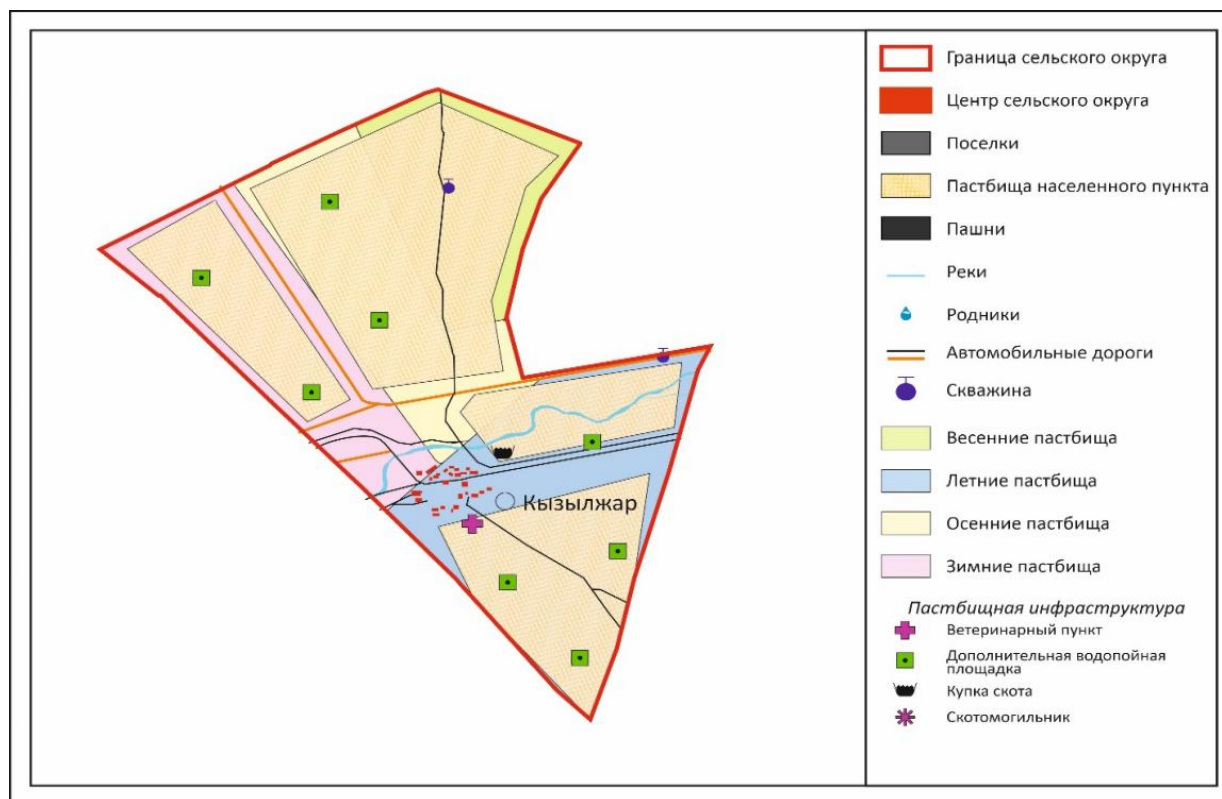 Кызылжар
Граница сельского округа
Центр сельского округа
Поселки
Пастбища населенного пункта
Пашни
Реки
Родники
Автомобильные дороги
Скважина
Весенние пастбища
Летние пастбища
Осенние пастбища
Зимние пастбища
Пастбищная инфраструктура
Ветеринарный пункт
Дополнительная водопойная
площадка
Купка скота
Скотомогильник